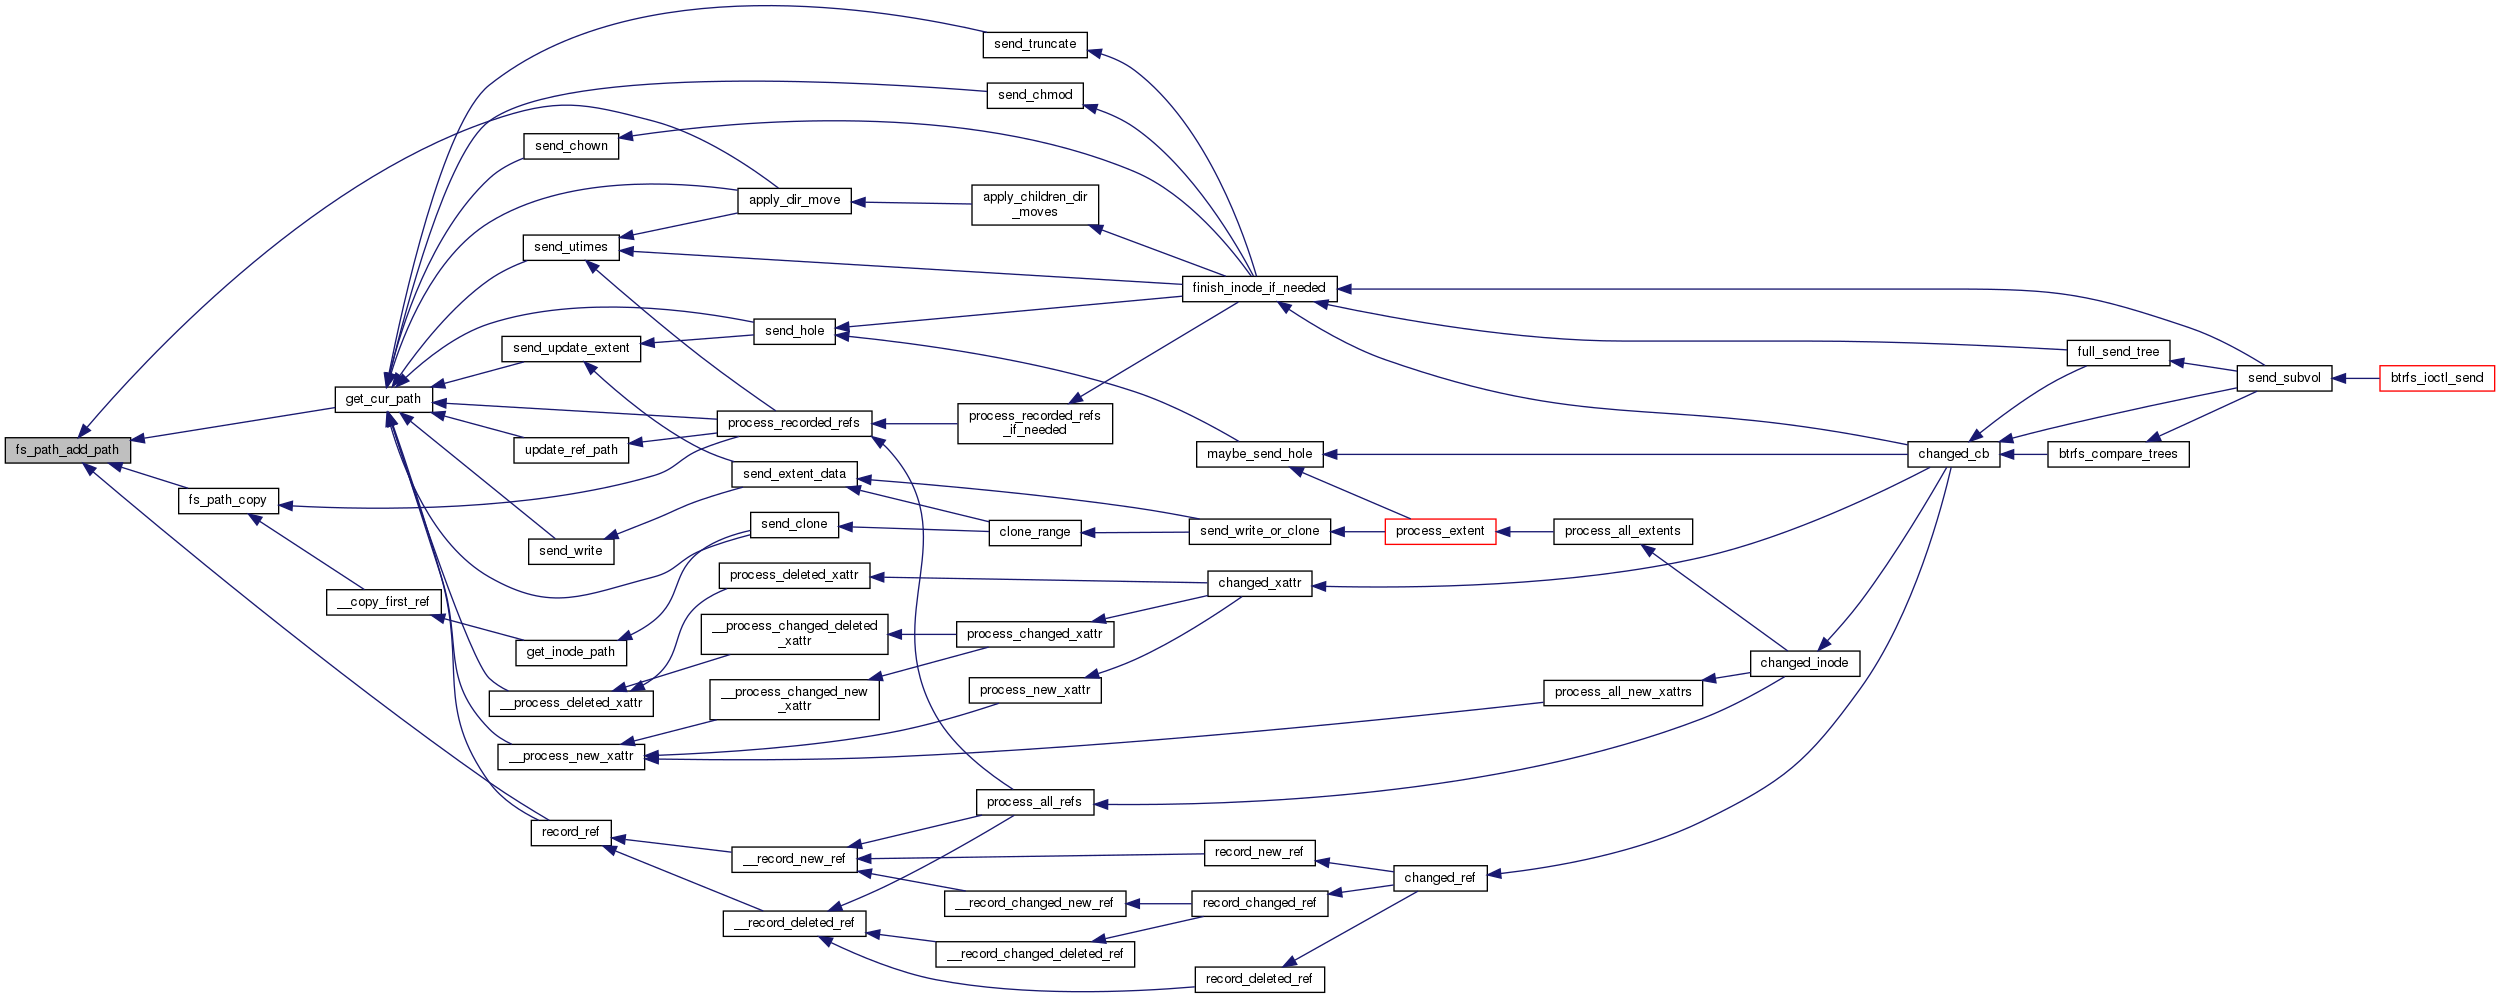 send_truncate
send_chmod
send_chown
apply_dir_move
apply_children_dir
_moves
send_utimes
finish_inode_if_needed
send_hole
send_update_extent
full_send_tree
send_subvol
btrfs_ioctl_send
get_cur_path
process_recorded_refs
process_recorded_refs
_if_needed
fs_path_add_path
update_ref_path
maybe_send_hole
changed_cb
btrfs_compare_trees
send_extent_data
fs_path_copy
send_clone
clone_range
send_write_or_clone
process_extent
process_all_extents
send_write
process_deleted_xattr
changed_xattr
__copy_first_ref
__process_changed_deleted
_xattr
process_changed_xattr
get_inode_path
changed_inode
__process_deleted_xattr
__process_changed_new
_xattr
process_new_xattr
process_all_new_xattrs
__process_new_xattr
process_all_refs
record_ref
__record_new_ref
record_new_ref
changed_ref
__record_changed_new_ref
record_changed_ref
__record_deleted_ref
__record_changed_deleted_ref
record_deleted_ref